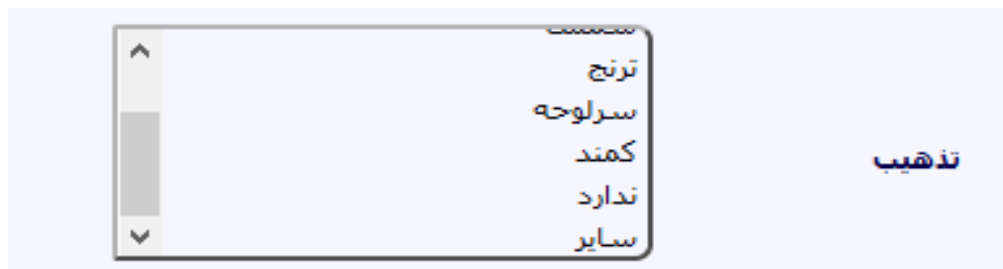 تذهیب
ترنج
سرلوحه
کمند
ندارد
سایر